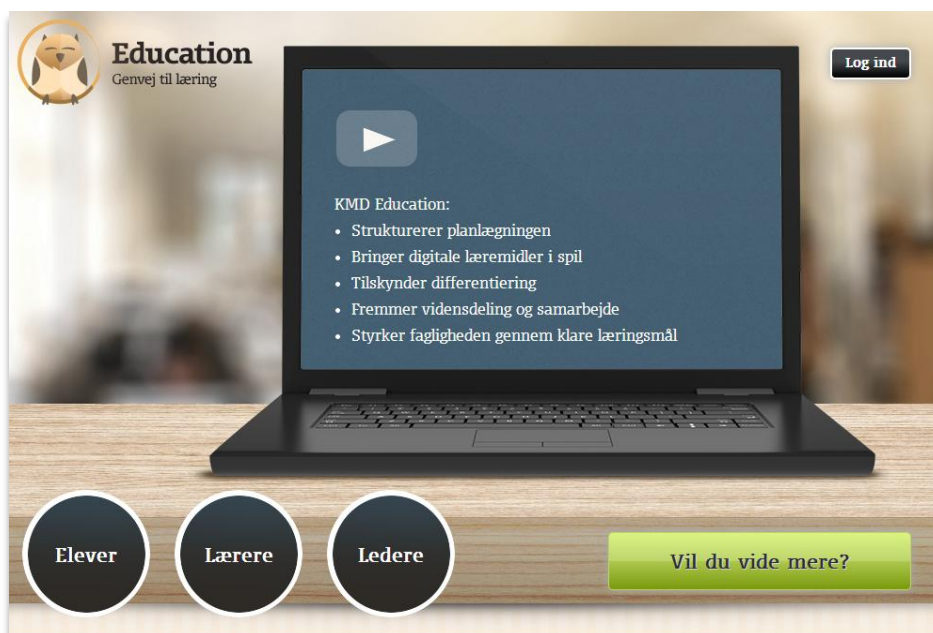 Education
Genvej til læring
Log ind
KMD Education:
• Strukturerer planlægningen
• Bringer digitale læremidler i spil
• Tilskynder differentiering
• Fremmer vidensdeling og samarbejde
• Styrker fagligheden gennem klare læringsmål
Elever
Lærere
Ledere
Vil du vide mere?